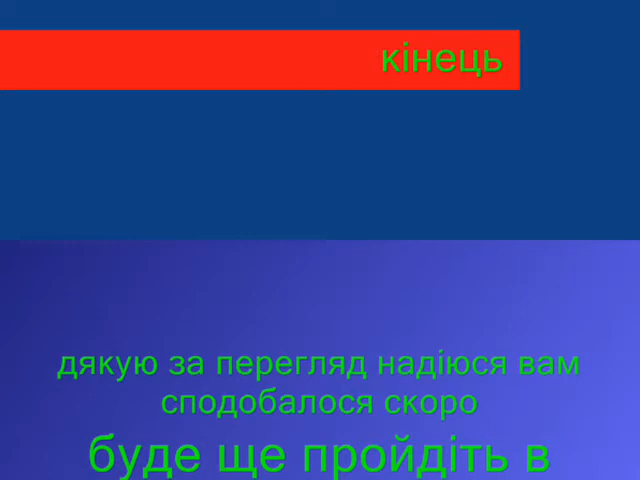 кінець
дякую за перегляд надіюся вам
сподобалося скоро
буде ще пройдіть в